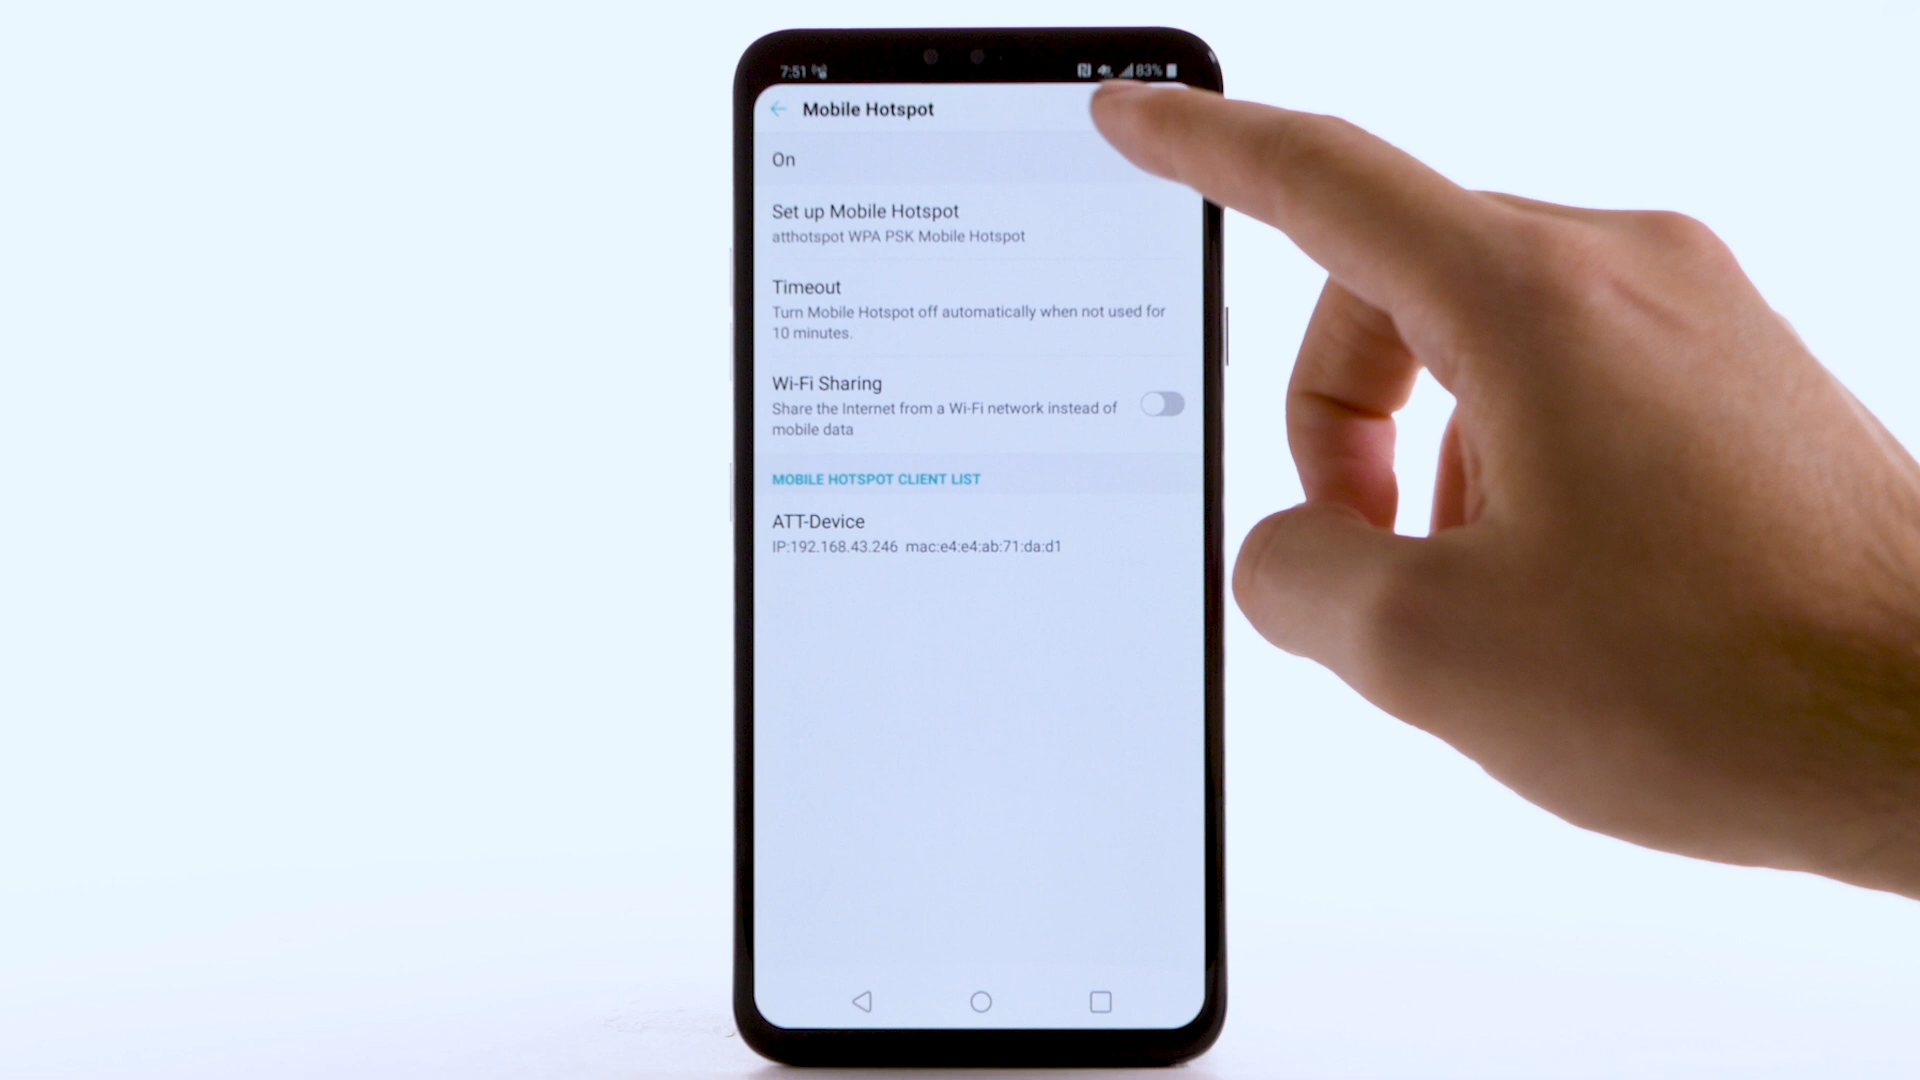 7:51
83%
Mobile Hotspot
On
Set up Mobile Hotspot
atthotspot WPA PSK Mobile Hotspot
Timeout
Turn Mobile Hotspot off automatically when not used for
10 minutes.
Wi-Fi Sharing
Share the Internet from a Wi-Fi network instead of
mobile data
MOBILE HOTSPOT CLIENT LIST
ATT-Device
IP:192.168.43.246 mac:e4:e4:ab:71:da:d1